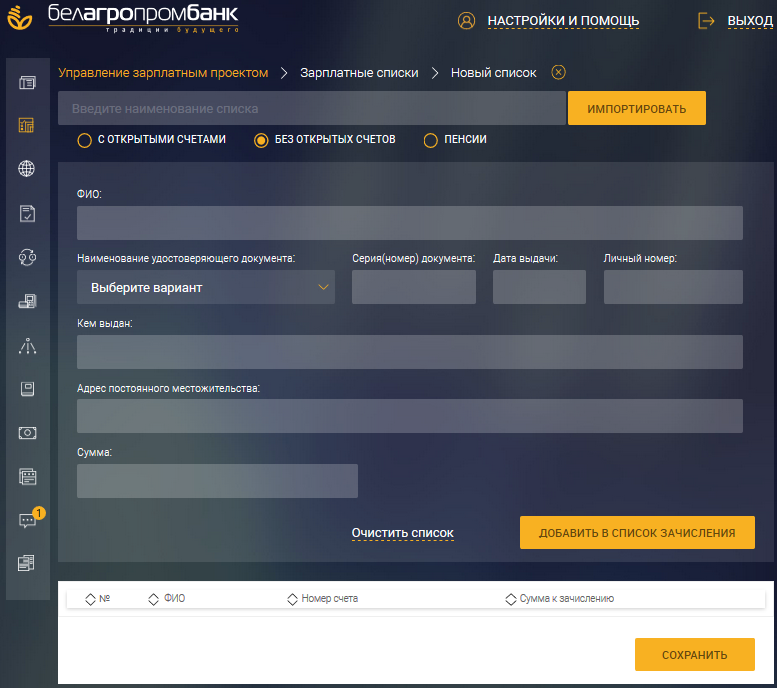 белагропромбанк
традиции будущего
НАСТРОЙКИ И ПОМОЩЬ
ВЫХОД
Управление зарплатным проектом > Зарплатные списки > Новый список
Введите наименование списка
ИМПОРТИРОВАТЬ
С ОТКРЫТЫМИ СЧЕТАМИ БЕЗ ОТКРЫТЫХ СЧЕТОВ ПЕНСИИ
ФИО:
Наименование удостоверяющего документа: Серия(номер) документа: Дата выдачи: Личный номер:
Выберите вариант
Кем выдан:
Адрес постоянного местожительства:
Сумма:
1
Очистить список
ДОБАВИТЬ В СПИСОК ЗАЧИСЛЕНИЯ
№ ФИО Номер счета Сумма к зачислению
СОХРАНИТЬ